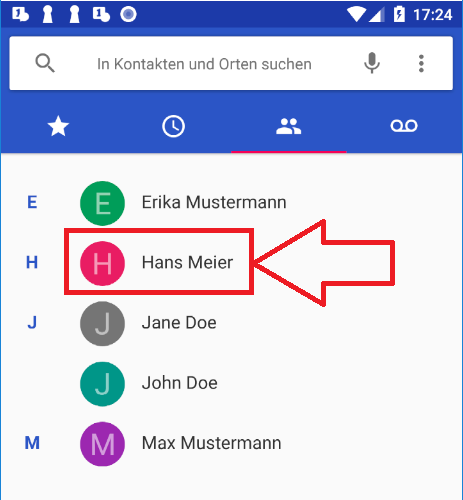 17:24
In Kontakten und Orten suchen
E E Erika Mustermann
H H Hans Meier
J J Jane Doe
J John Doe
M M Max Mustermann